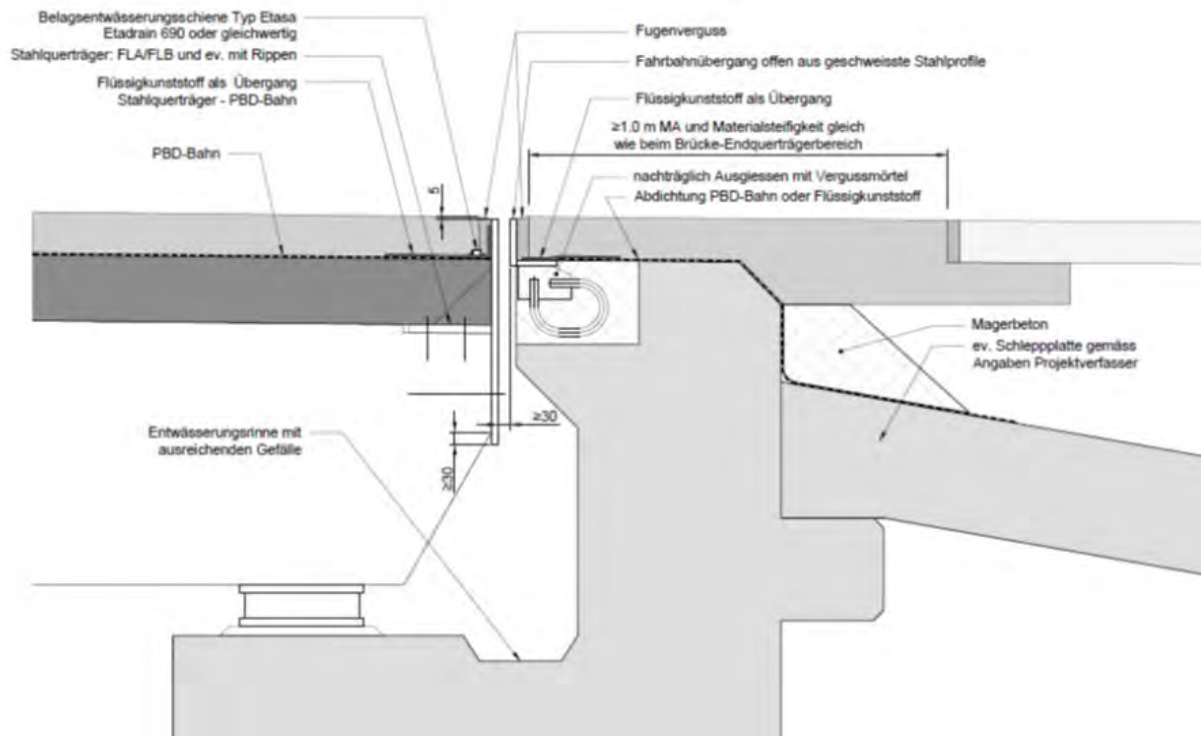 Belagsentwässerungsschiene Typ Etasa
Etadrain 690 oder gleichwertig
Stahlquerträger: FLA/FLB und ev. mit Rippen
Flüssigkunststoff als Übergang
Stahlquerträger - PBD-Bahn
PBD-Bahn
Fugenverguss
Fahrbahnübergang offen aus geschweisste Stahlprofile
Flüssigkunststoff als Übergang
≥1.0 m MA und Materialsteifigkeit gleich
wie beim Brücke-Endquerträgerbereich
nachträglich Ausgiessen mit Vergussmörtel
Abdichtung PBD-Bahn oder Flüssigkunststoff
5
Magerbeton
ev. Schleppplatte gemäss
Angaben Projektverfasser
≥30
Entwässerungsrinne mit
ausreichenden Gefälle
≥30